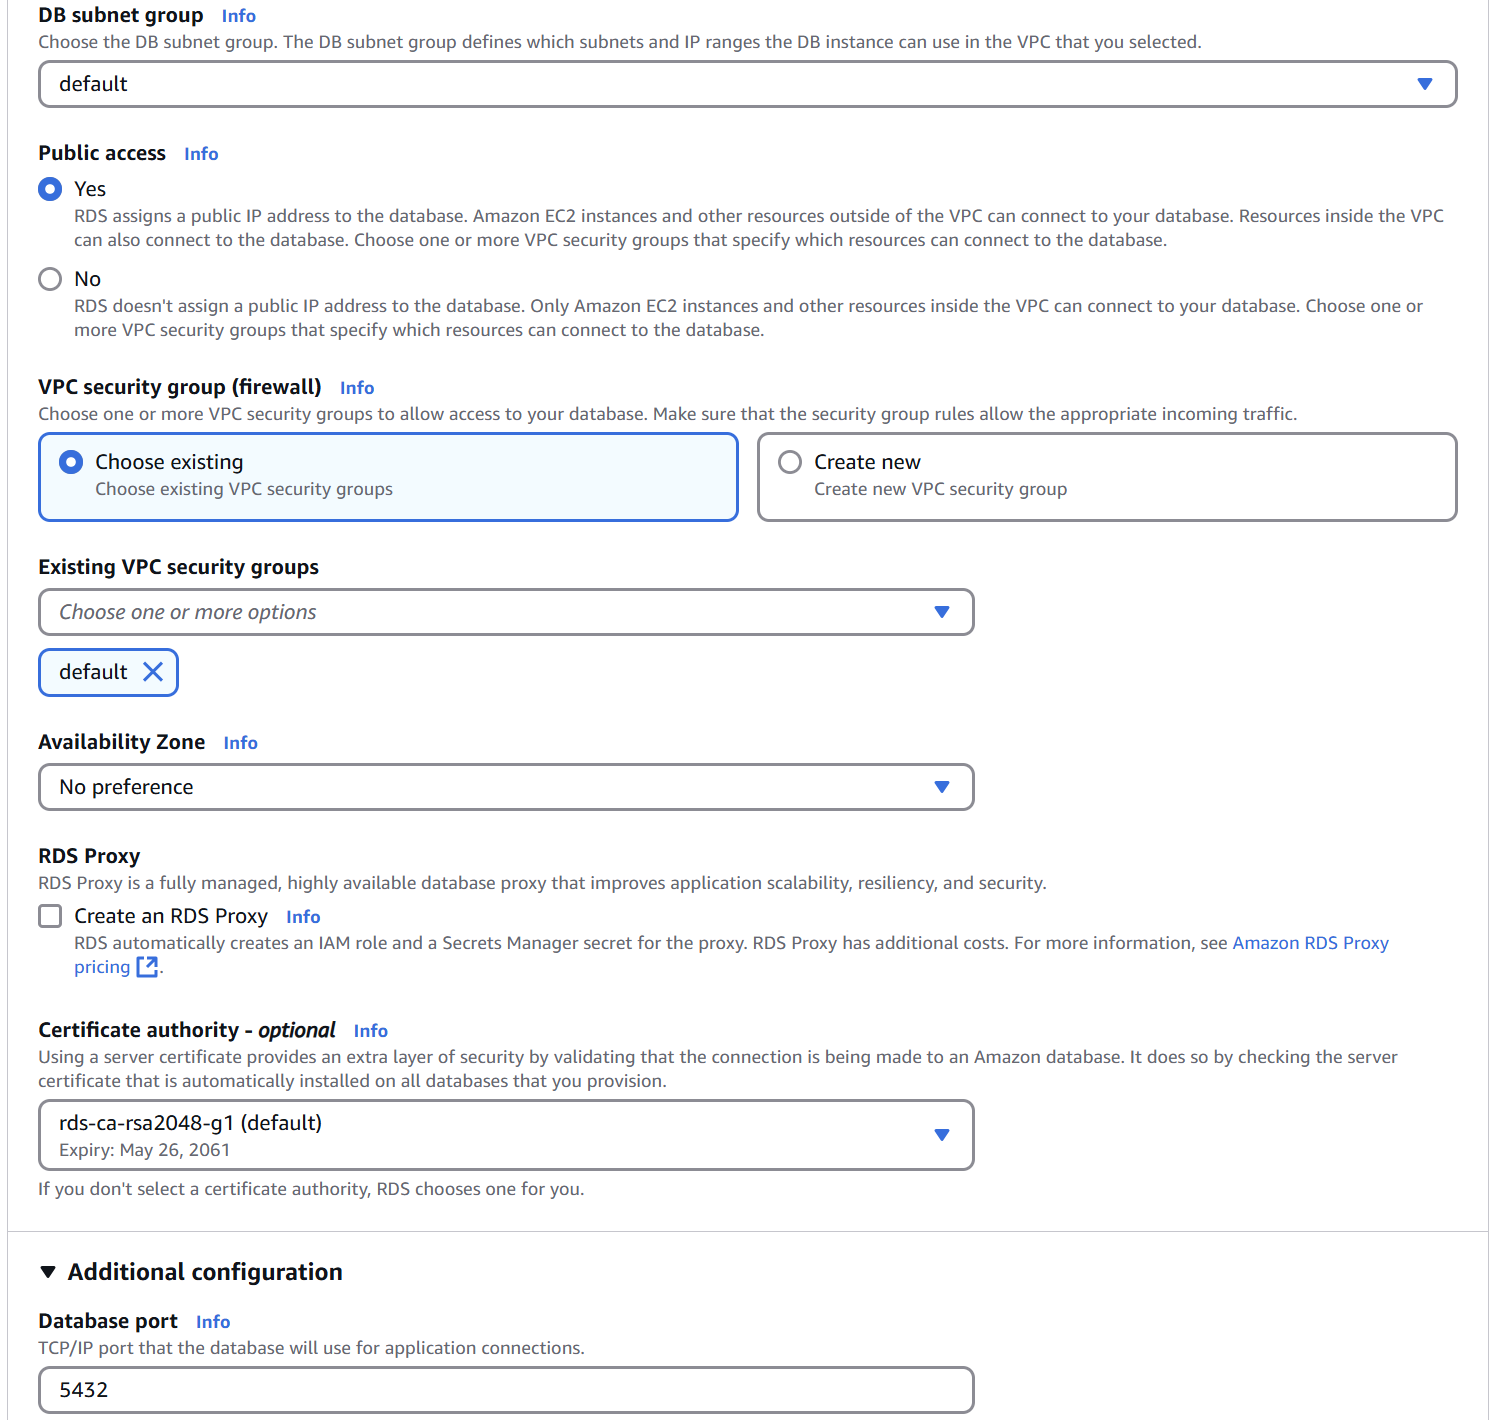 DB subnet group Info
Choose the DB subnet group. The DB subnet group defines which subnets and IP ranges the DB instance can use in the VPC that you selected.
default
Public access Info
Yes
RDS assigns a public IP address to the database. Amazon EC2 instances and other resources outside of the VPC can connect to your database. Resources inside the VPC
can also connect to the database. Choose one or more VPC security groups that specify which resources can connect to the database.
No
RDS doesn't assign a public IP address to the database. Only Amazon EC2 instances and other resources inside the VPC can connect to your database. Choose one or
more VPC security groups that specify which resources can connect to the database.
VPC security group (firewall) Info
Choose one or more VPC security groups to allow access to your database. Make sure that the security group rules allow the appropriate incoming traffic.
Choose existing
Choose existing VPC security groups
Create new
Create new VPC security group
Existing VPC security groups
Choose one or more options
default
Availability Zone Info
No preference
RDS Proxy
RDS Proxy is a fully managed, highly available database proxy that improves application scalability, resiliency, and security.
Create an RDS Proxy Info
RDS automatically creates an IAM role and a Secrets Manager secret for the proxy. RDS Proxy has additional costs. For more information, see Amazon RDS Proxy
pricing.
Certificate authority - optional Info
Using a server certificate provides an extra layer of security by validating that the connection is being made to an Amazon database. It does so by checking the server
certificate that is automatically installed on all databases that you provision.
rds-ca-rsa2048-g1 (default)
Expiry: May 26, 2061
If you don't select a certificate authority, RDS chooses one for you.
Additional configuration
Database port Info
TCP/IP port that the database will use for application connections.
5432